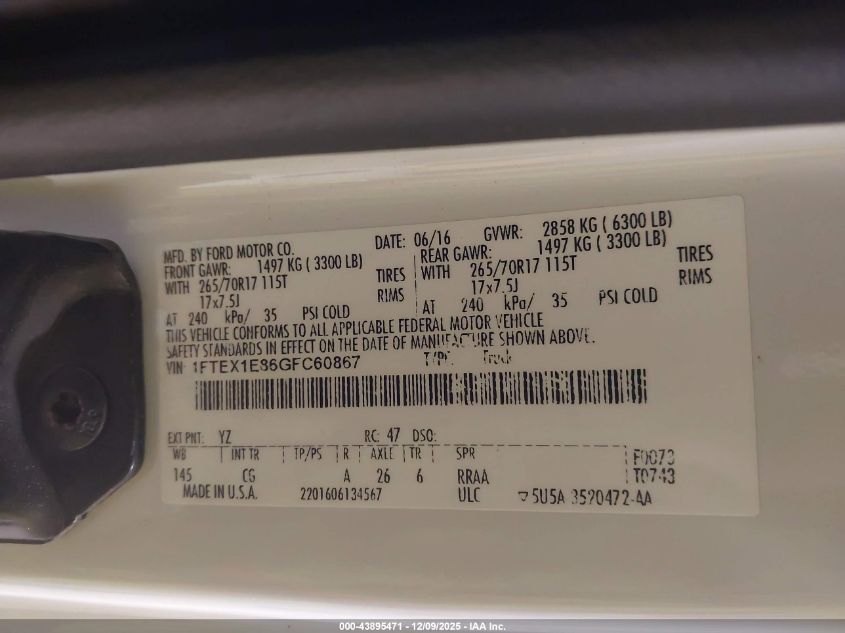 MFD. BY FORD MOTOR CO.
DATE: 06/16 GVWR: 2858 KG ( 6300 LB)
FRONT GAWR: 1497 KG ( 3300 LB)
REAR GAWR: 1497 KG ( 3300 LB)
WITH 265/70R17 115T TIRES
WITH 265/70R17 115T TIRES
17x7.5J RIMS
17x7.5J RIMS
AT 240 kPa/ 35 PSI COLD
AT 240 kPa/ 35 PSI COLD
THIS VEHICLE CONFORMS TO ALL APPLICABLE FEDERAL MOTOR VEHICLE
SAFETY STANDARDS IN EFFECT ON THE DATE OF MANUFACTURE SHOWN ABOVE.
VIN: 1FTEX1E86GFC60867 TYPE: Truck
EXT PNT: YZ RC: 47 DSO:
WB INT TR TP/PS R AXLE TR SPR
145 CG A 26 6 RRAA
F0073
T0743
MADE IN U.S.A. 2201606134567 ULC 5U5A 3520472-AA
000-43895471 - 12/09/2025 - IAA Inc.